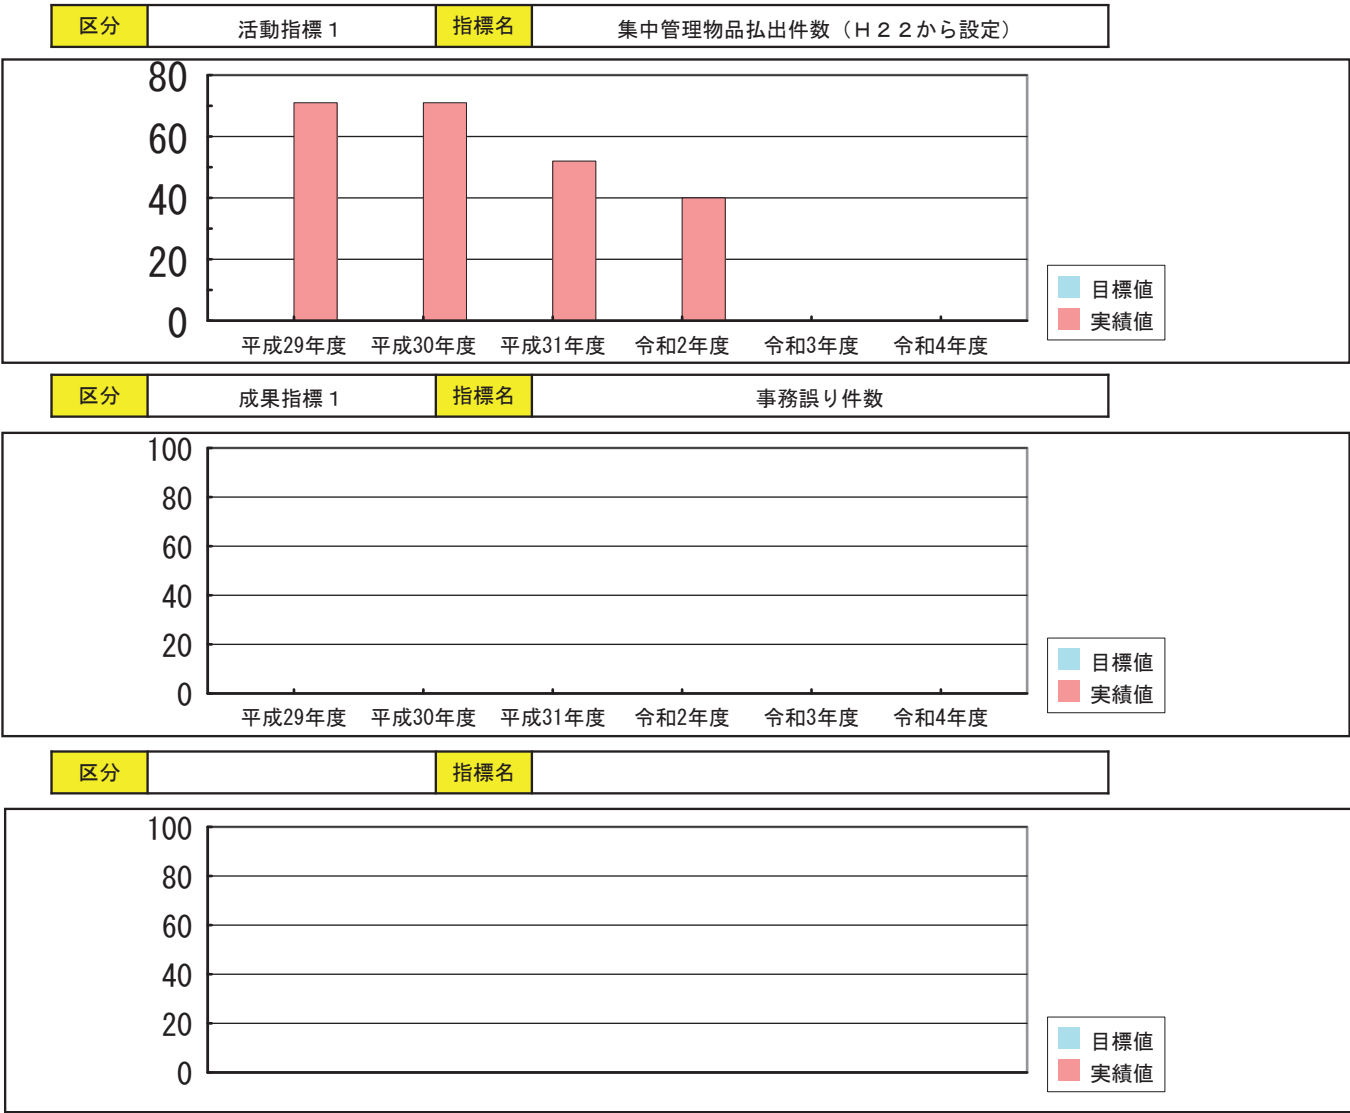 区分 活動指標１ 指標名 集中管理物品払出件数（Ｈ２２から設定）
80
60
40
20
0
平成29年度 平成30年度 平成31年度 令和2年度 令和3年度 令和4年度
目標値
実績値
区分 成果指標１ 指標名 事務誤り件数
100
80
60
40
20
0
平成29年度 平成30年度 平成31年度 令和2年度 令和3年度 令和4年度
目標値
実績値
区分 指標名
100
80
60
40
20
0
目標値
実績値